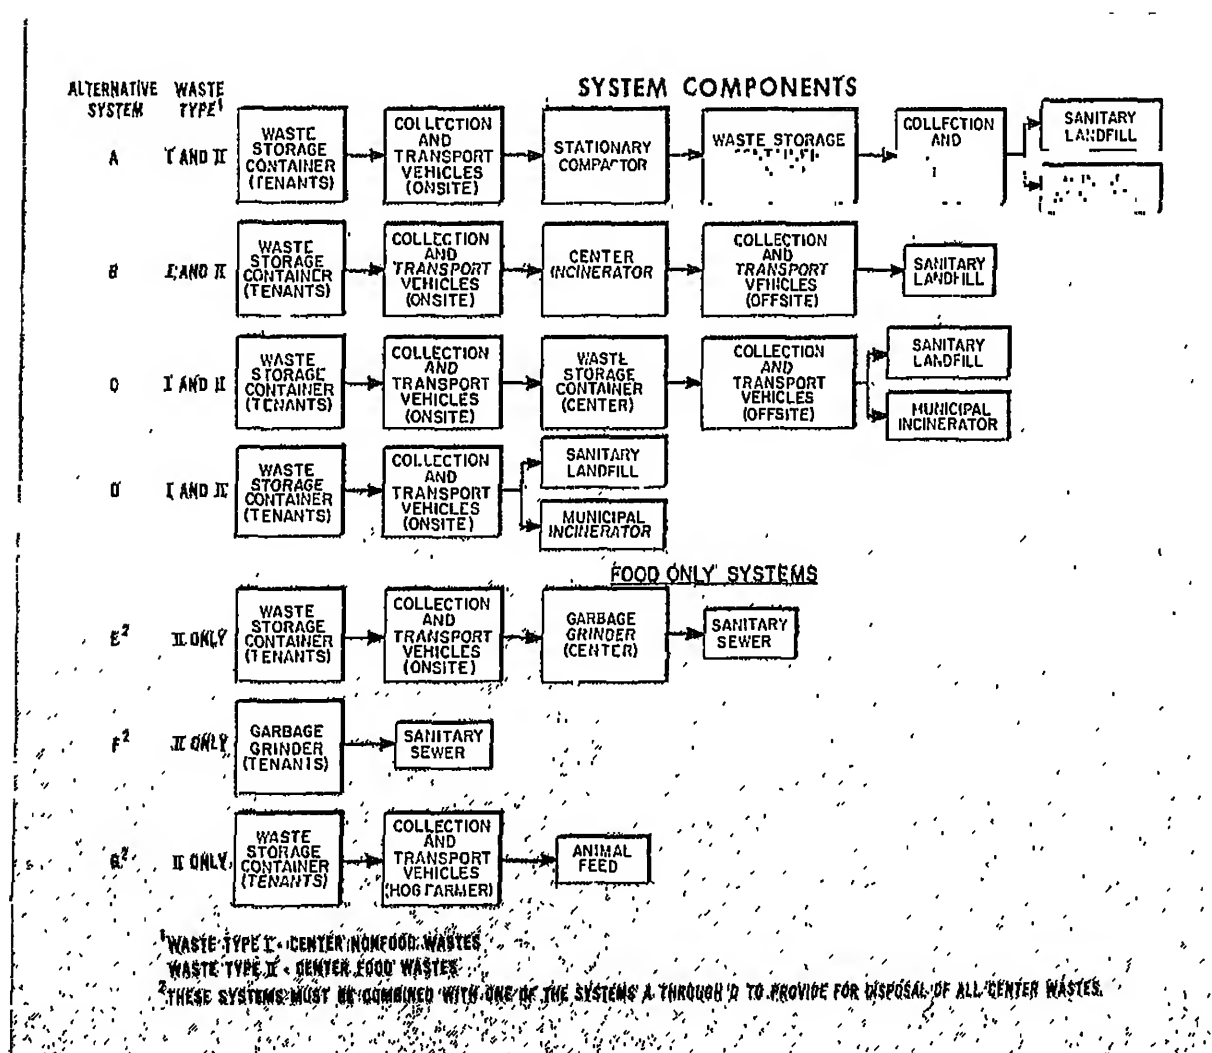 SYSTEM COMPONENTS
ALTERNATIVE
SYSTEM
WASTE
TYPE¹
A
I AND II
WASTE
STORAGE
CONTAINER
(TENANTS)
COLLECTION
AND
TRANSPORT
VEHICLES
(ONSITE)
STATIONARY
COMPACTOR
WASTE STORAGE
COLLECTION
AND
SANITARY
LANDFILL
B
I AND II
WASTE
STORAGE
CONTAINER
(TENANTS)
COLLECTION
AND
TRANSPORT
VEHICLES
(ONSITE)
CENTER
INCINERATOR
COLLECTION
AND
TRANSPORT
VEHICLES
(OFFSITE)
SANITARY
LANDFILL
C
I AND II
WASTE
STORAGE
CONTAINER
(TENANTS)
COLLECTION
AND
TRANSPORT
VEHICLES
(ONSITE)
WASTE
STORAGE
CONTAINER
(CENTER)
COLLECTION
AND
TRANSPORT
VEHICLES
(OFFSITE)
SANITARY
LANDFILL
MUNICIPAL
INCINERATOR
D
I AND II
WASTE
STORAGE
CONTAINER
(TENANTS)
COLLECTION
AND
TRANSPORT
VEHICLES
(ONSITE)
SANITARY
LANDFILL
MUNICIPAL
INCINERATOR
FOOD ONLY SYSTEMS
E²
II ONLY
WASTE
STORAGE
CONTAINER
(TENANTS)
COLLECTION
AND
TRANSPORT
VEHICLES
(ONSITE)
GARBAGE
GRINDER
(CENTER)
SANITARY
SEWER
F²
II ONLY
GARBAGE
GRINDER
(TENANTS)
SANITARY
SEWER
G²
II ONLY
WASTE
STORAGE
CONTAINER
(TENANTS)
COLLECTION
AND
TRANSPORT
VEHICLES
(HOG FARMER)
ANIMAL
FEED
¹WASTE TYPE I - CENTER NONFOOD WASTES
WASTE TYPE II - CENTER FOOD WASTES
²THESE SYSTEMS MUST BE COMBINED WITH ONE OF THE SYSTEMS A THROUGH D TO PROVIDE FOR DISPOSAL OF ALL CENTER WASTES.